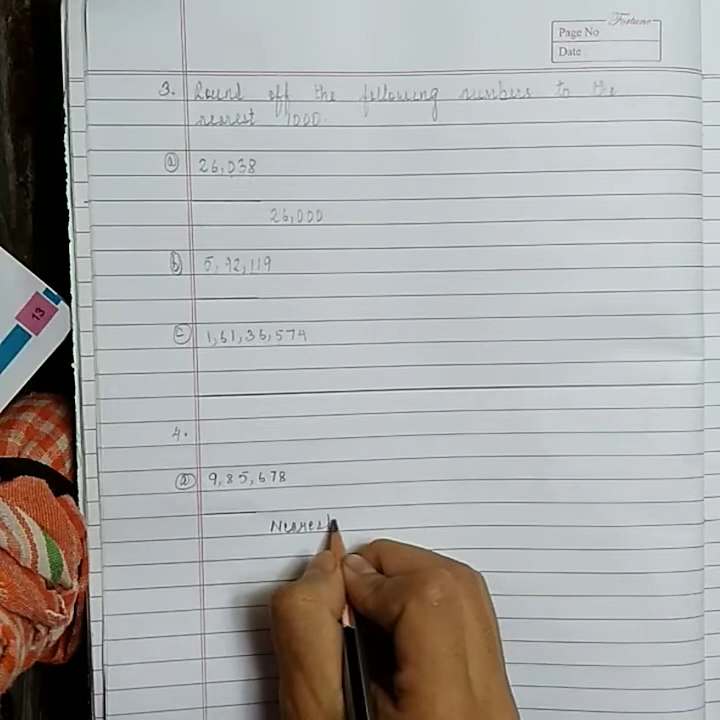 Fortune
Page No
Date
3. Round off the following numbers to the
nearest 1000.
(a) 26,038
26,000
(b) 5,92,119
(c) 1,61,36,574
4.
(a) 9,85,678
Nearest
13